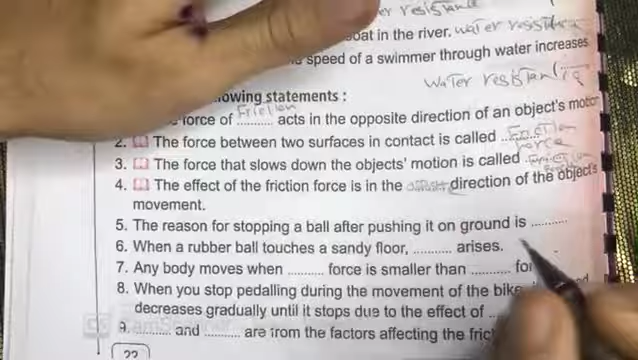 er resistance
oat in the river. water resistance
speed of a swimmer through water increases
water resistan
owing statements :
force of Friction acts in the opposite direction of an object's motion
2. The force between two surfaces in contact is called Friction force
3. The force that slows down the objects' motion is called Friction
4. The effect of the friction force is in the direction of the object's
movement.
5. The reason for stopping a ball after pushing it on ground is ..........
6. When a rubber ball touches a sandy floor, .......... arises.
7. Any body moves when .......... force is smaller than .......... for
8. When you stop pedalling during the movement of the bike
decreases gradually until it stops due to the effect of
9. .......... and .......... are from the factors affecting the frict
22